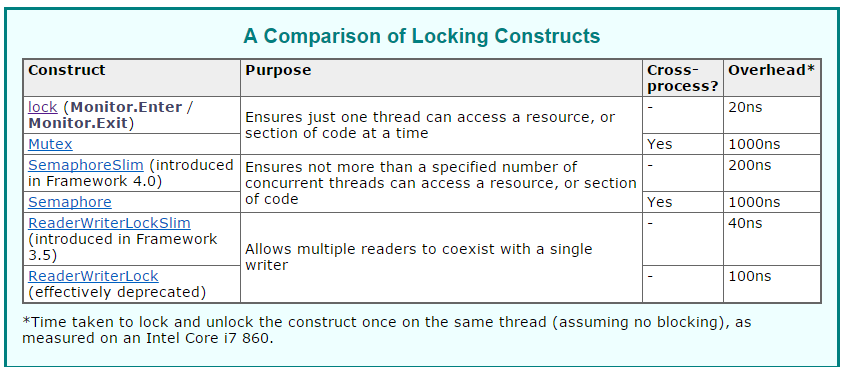 A Comparison of Locking Constructs
Construct Purpose Cross-
process? Overhead*
lock (Monitor.Enter /
Monitor.Exit)
Ensures just one thread can access a resource, or
section of code at a time
- 20ns
Mutex Yes 1000ns
SemaphoreSlim (introduced
in Framework 4.0)
Ensures not more than a specified number of
concurrent threads can access a resource, or section
of code
- 200ns
Semaphore Yes 1000ns
ReaderWriterLockSlim
(introduced in Framework
3.5)
Allows multiple readers to coexist with a single
writer
- 40ns
ReaderWriterLock
(effectively deprecated)
- 100ns
*Time taken to lock and unlock the construct once on the same thread (assuming no blocking), as
measured on an Intel Core i7 860.